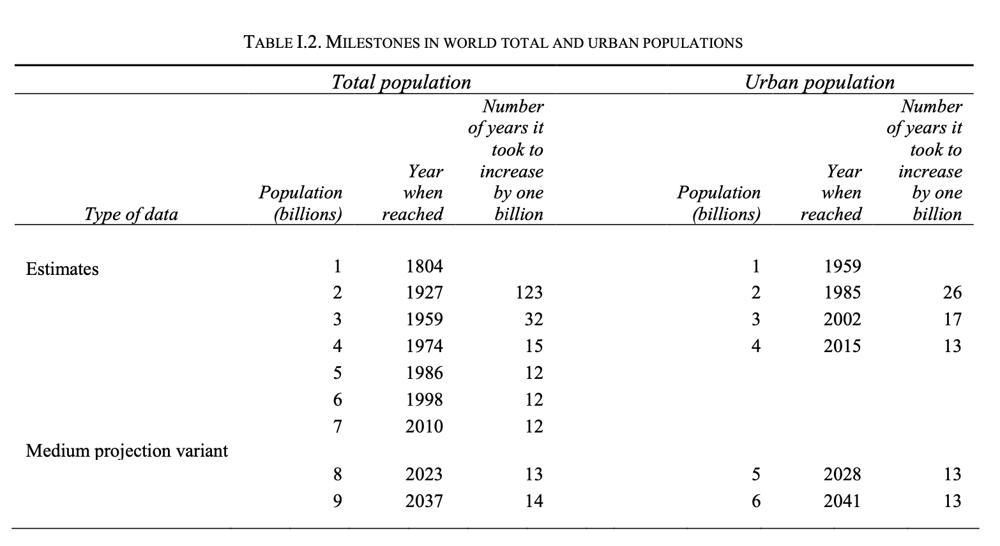 TABLE I.2. MILESTONES IN WORLD TOTAL AND URBAN POPULATIONS
Total population Urban population
Number Number
of years it of years it
took to took to
Year increase Year increase
Population when by one Population when by one
Type of data (billions) reached billion (billions) reached billion
Estimates 1 1804 1 1959
2 1927 123 2 1985 26
3 1959 32 3 2002 17
4 1974 15 4 2015 13
5 1986 12
6 1998 12
7 2010 12
Medium projection variant
8 2023 13 5 2028 13
9 2037 14 6 2041 13